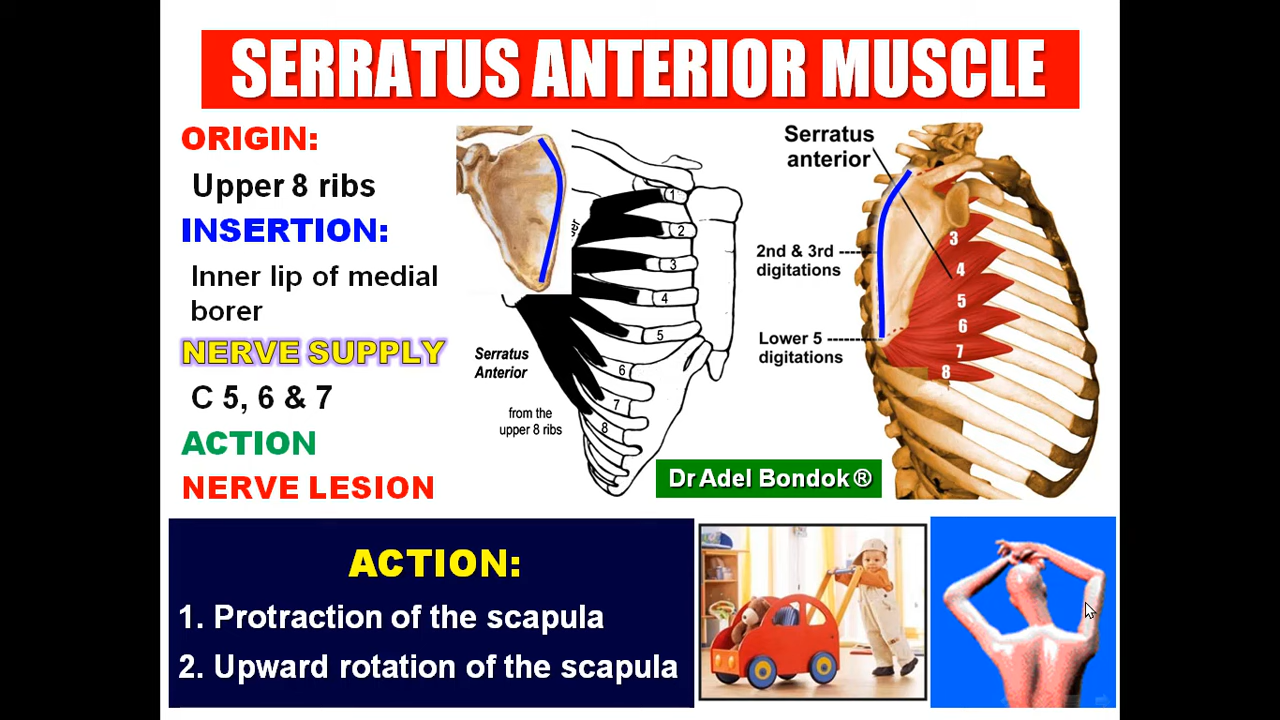 SERRATUS ANTERIOR MUSCLE
ORIGIN:
Upper 8 ribs
INSERTION:
Inner lip of medial
borer
NERVE SUPPLY
C 5, 6 & 7
ACTION
NERVE LESION
1
2
3
4
5
6
7
8
Serratus
Anterior
from the
upper 8 ribs
Serratus
anterior
2nd & 3rd
digitations
Lower 5
digitations
3
4
5
6
7
8
Dr Adel Bondok ®
ACTION:
1. Protraction of the scapula
2. Upward rotation of the scapula